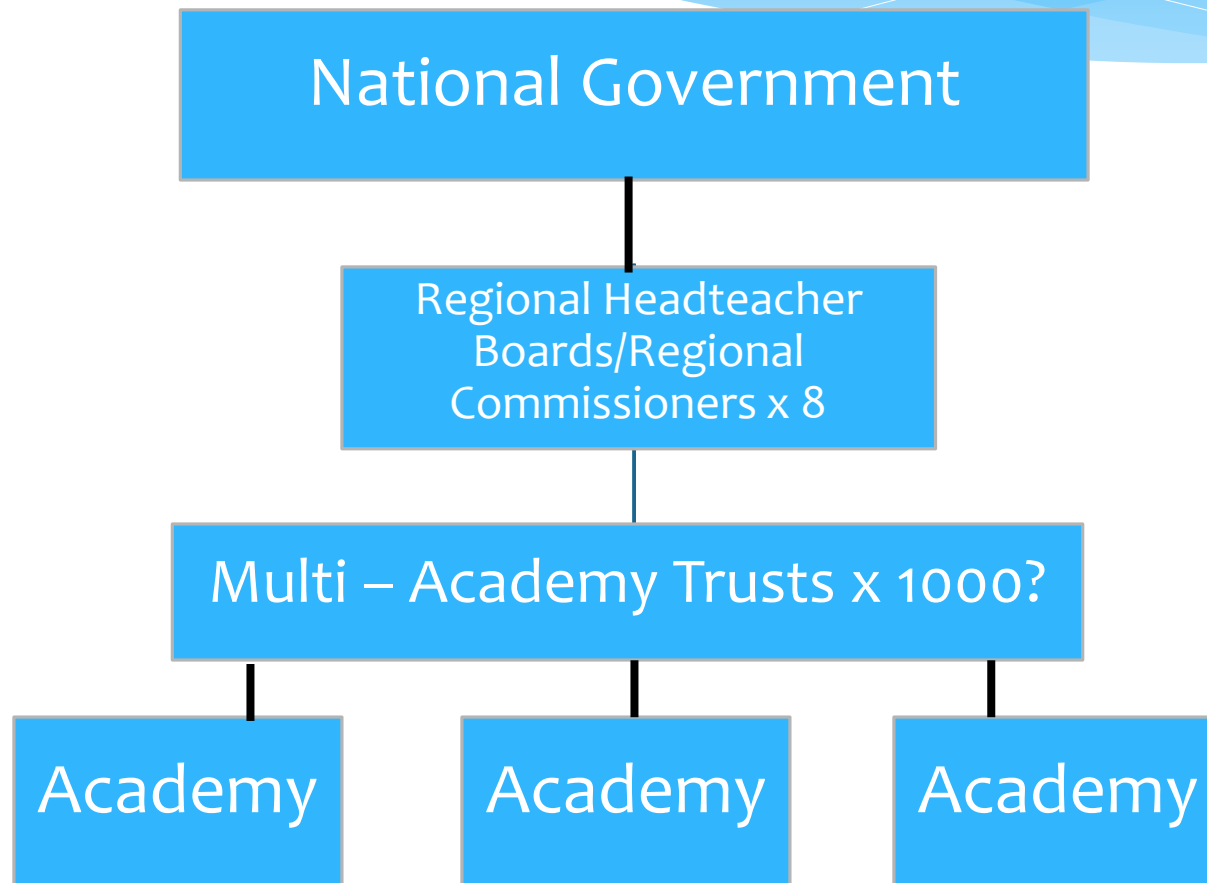 National Government
Regional Headteacher
Boards/Regional
Commissioners x 8
Multi – Academy Trusts x 1000?
Academy
Academy
Academy